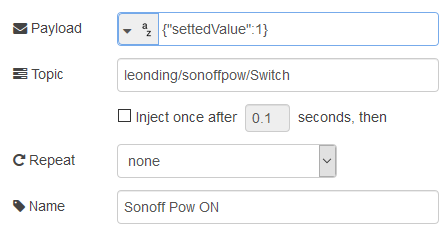 Payload a z {"settedValue":1}
Topic leonding/sonoffpow/Switch
Inject once after 0.1 seconds, then
Repeat none
Name Sonoff Pow ON